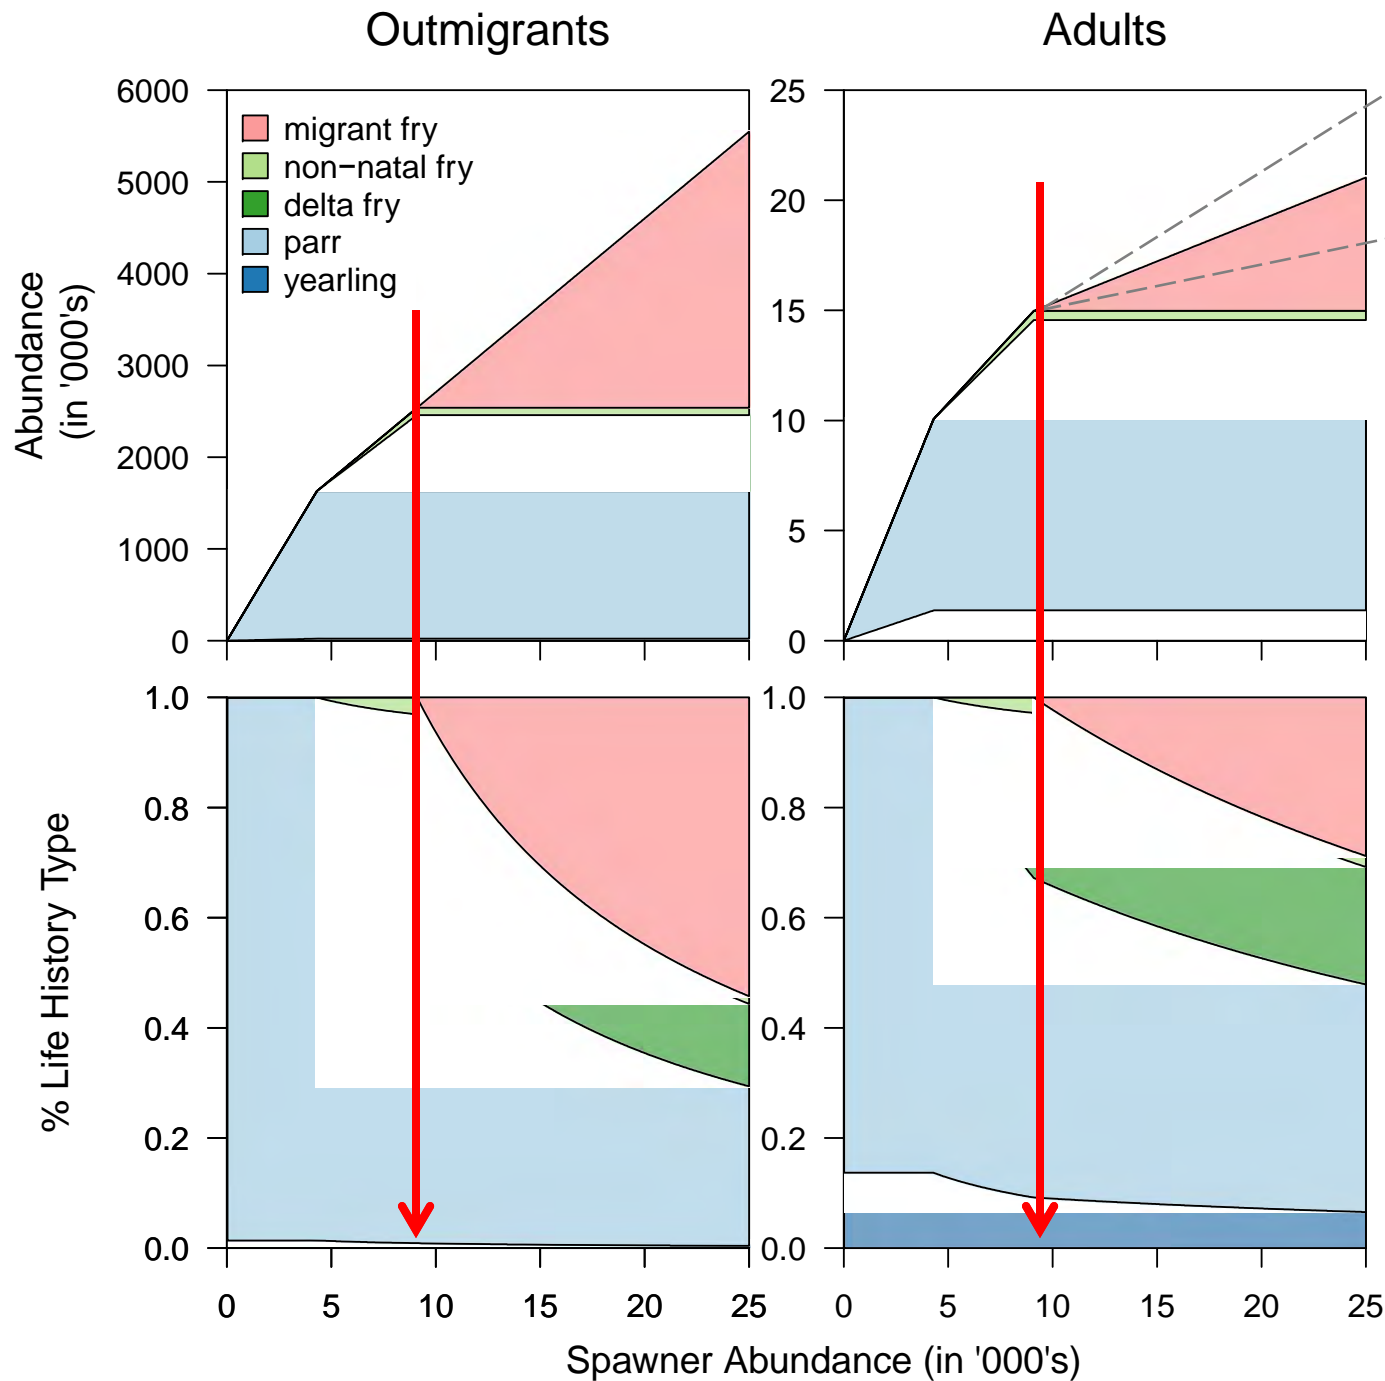 Outmigrants
Adults
Abundance
(in '000's)
6000
5000
4000
3000
2000
1000
0
migrant fry
non−natal fry
delta fry
parr
yearling
25
20
15
10
5
0
% Life History Type
1.0
0.8
0.6
0.4
0.2
0.0
0 5 10 15 20 25
1.0
0.8
0.6
0.4
0.2
0.0
0 5 10 15 20 25
Spawner Abundance (in '000's)